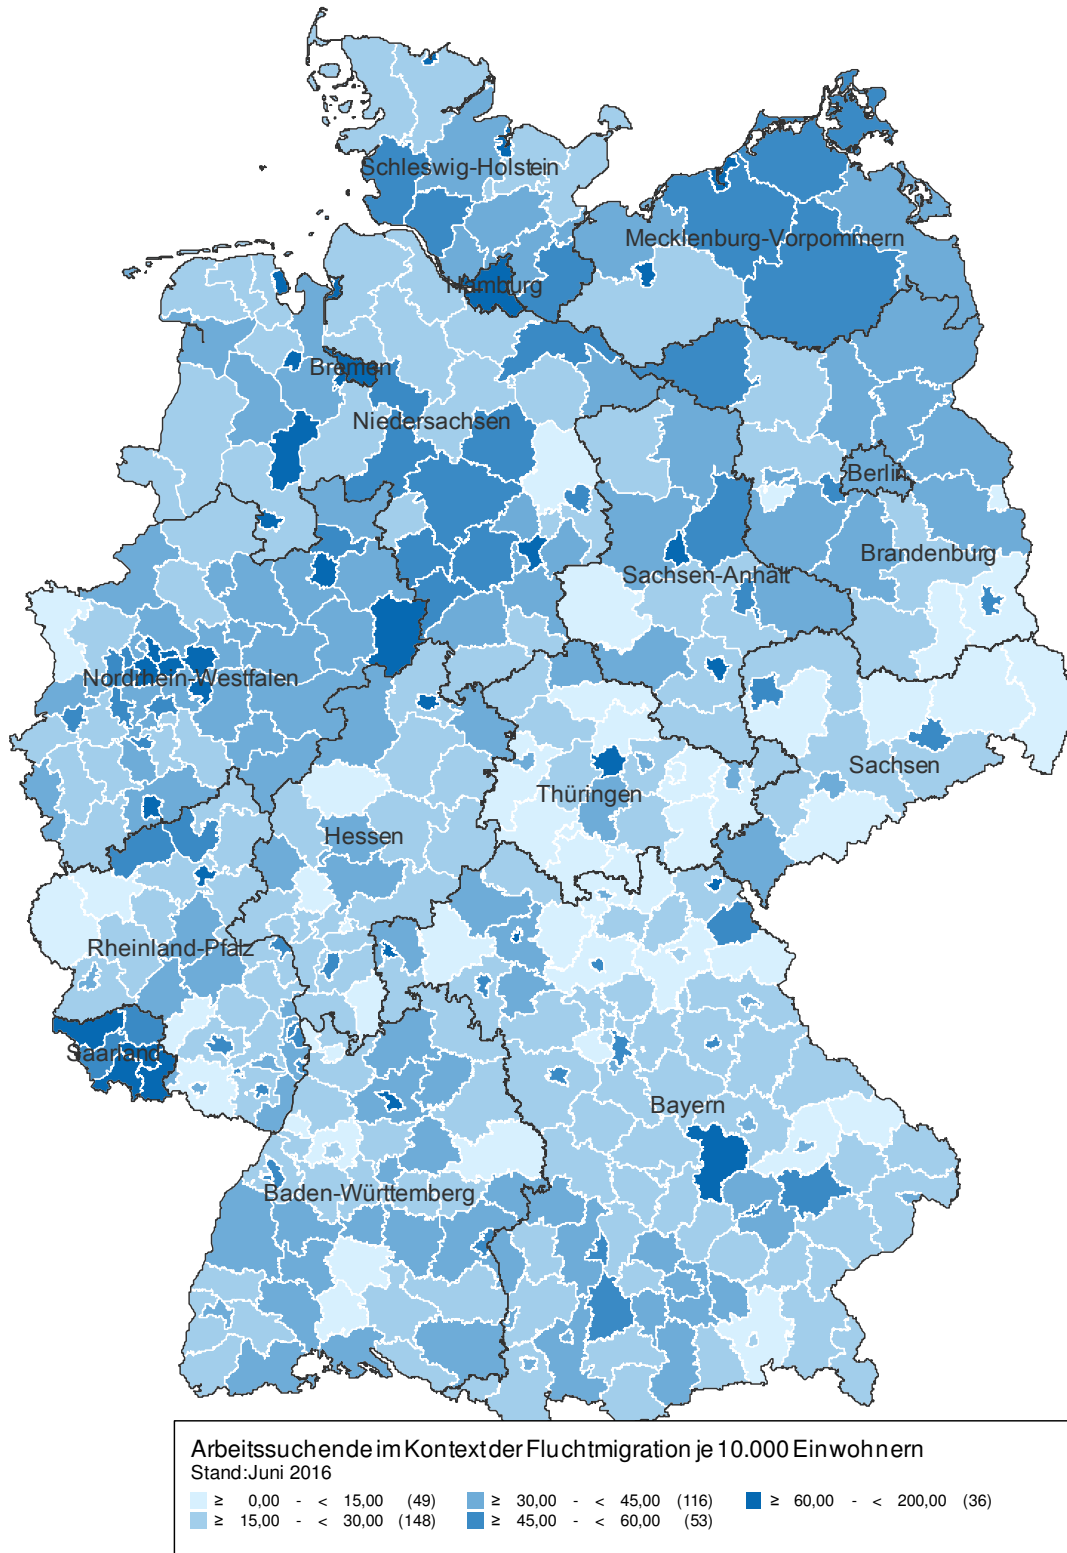 Schleswig-Holstein
Mecklenburg-Vorpommern
Hamburg
Bremen
Niedersachsen
Berlin
Brandenburg
Sachsen-Anhalt
Nordrhein-Westfalen
Sachsen
Thüringen
Hessen
Rheinland-Pfalz
Saarland
Bayern
Baden-Württemberg
Arbeitssuchende im Kontext der Fluchtmigration je 10.000 Einwohnern
Stand:Juni 2016
≥ 0,00 - < 15,00 (49) ≥ 30,00 - < 45,00 (116) ≥ 60,00 - < 200,00 (36)
≥ 15,00 - < 30,00 (148) ≥ 45,00 - < 60,00 (53)